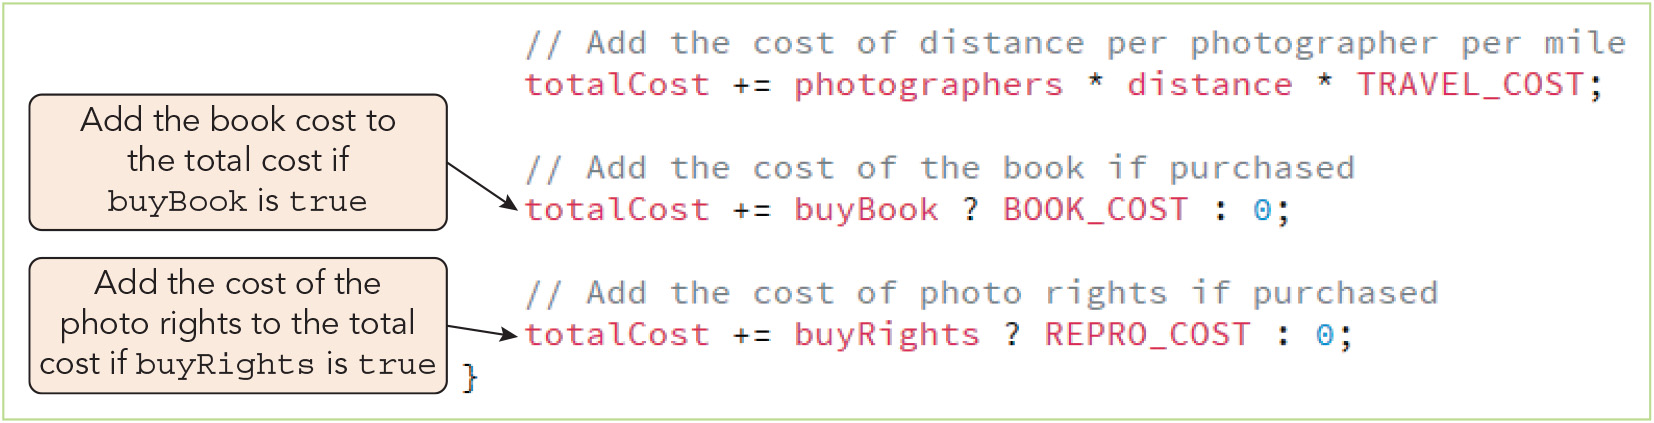 // Add the cost of distance per photographer per mile
totalCost += photographers * distance * TRAVEL_COST;
Add the book cost to
the total cost if
buyBook is true
// Add the cost of the book if purchased
totalCost += buyBook ? BOOK_COST : 0;
Add the cost of the
photo rights to the total
cost if buyRights is true
// Add the cost of photo rights if purchased
totalCost += buyRights ? REPRO_COST : 0;
}